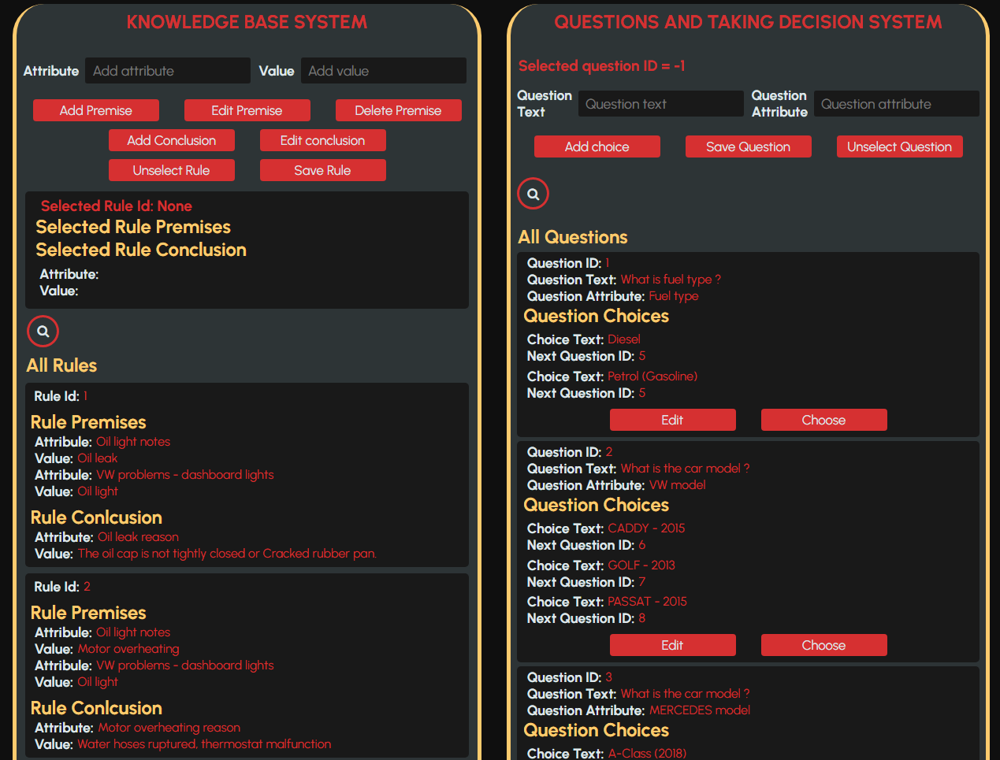 KNOWLEDGE BASE SYSTEM
Attribute Add attribute Value Add value
Add Premise Edit Premise Delete Premise
Add Conclusion Edit conclusion
Unselect Rule Save Rule
Selected Rule Id: None
Selected Rule Premises
Selected Rule Conclusion
Attribute:
Value:
All Rules
Rule Id: 1
Rule Premises
Attribule: Oil light notes
Value: Oil leak
Attribule: VW problems - dashboard lights
Value: Oil light
Rule Conlcusion
Attribute: Oil leak reason
Value: The oil cap is not tightly closed or Cracked rubber pan.
Rule Id: 2
Rule Premises
Attribule: Oil light notes
Value: Motor overheating
Attribule: VW problems - dashboard lights
Value: Oil light
Rule Conlcusion
Attribute: Motor overheating reason
Value: Water hoses ruptured, thermostat malfunction
QUESTIONS AND TAKING DECISION SYSTEM
Selected question ID = -1
Question Text Question text Question Attribute Question attribute
Add choice Save Question Unselect Question
All Questions
Question ID: 1
Question Text: What is fuel type ?
Question Attribute: Fuel type
Question Choices
Choice Text: Diesel
Next Question ID: 5
Choice Text: Petrol (Gasoline)
Next Question ID: 5
Edit Choose
Question ID: 2
Question Text: What is the car model ?
Question Attribute: VW model
Question Choices
Choice Text: CADDY - 2015
Next Question ID: 6
Choice Text: GOLF - 2013
Next Question ID: 7
Choice Text: PASSAT - 2015
Next Question ID: 8
Edit Choose
Question ID: 3
Question Text: What is the car model ?
Question Attribute: MERCEDES model
Question Choices
Choice Text: A-Class (2018)